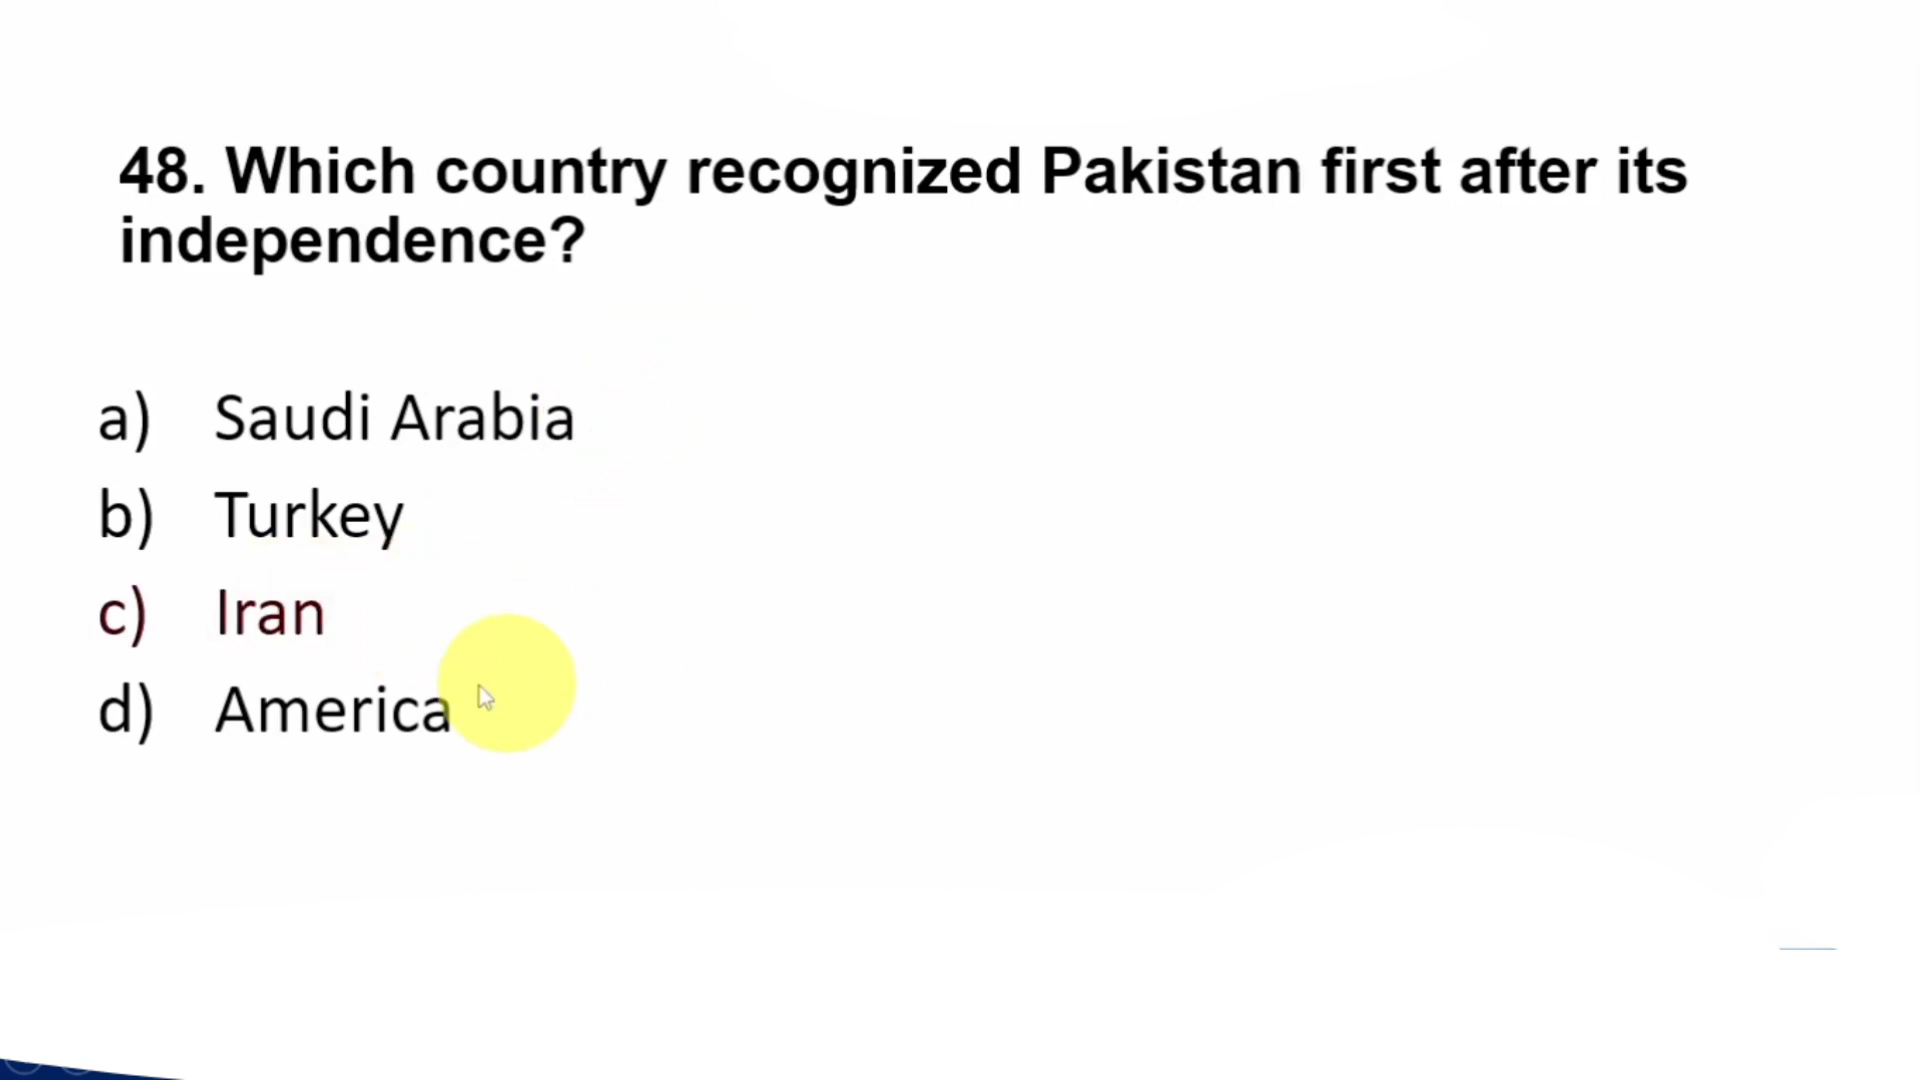 48. Which country recognized Pakistan first after its
independence?
a) Saudi Arabia
b) Turkey
c) Iran
d) America